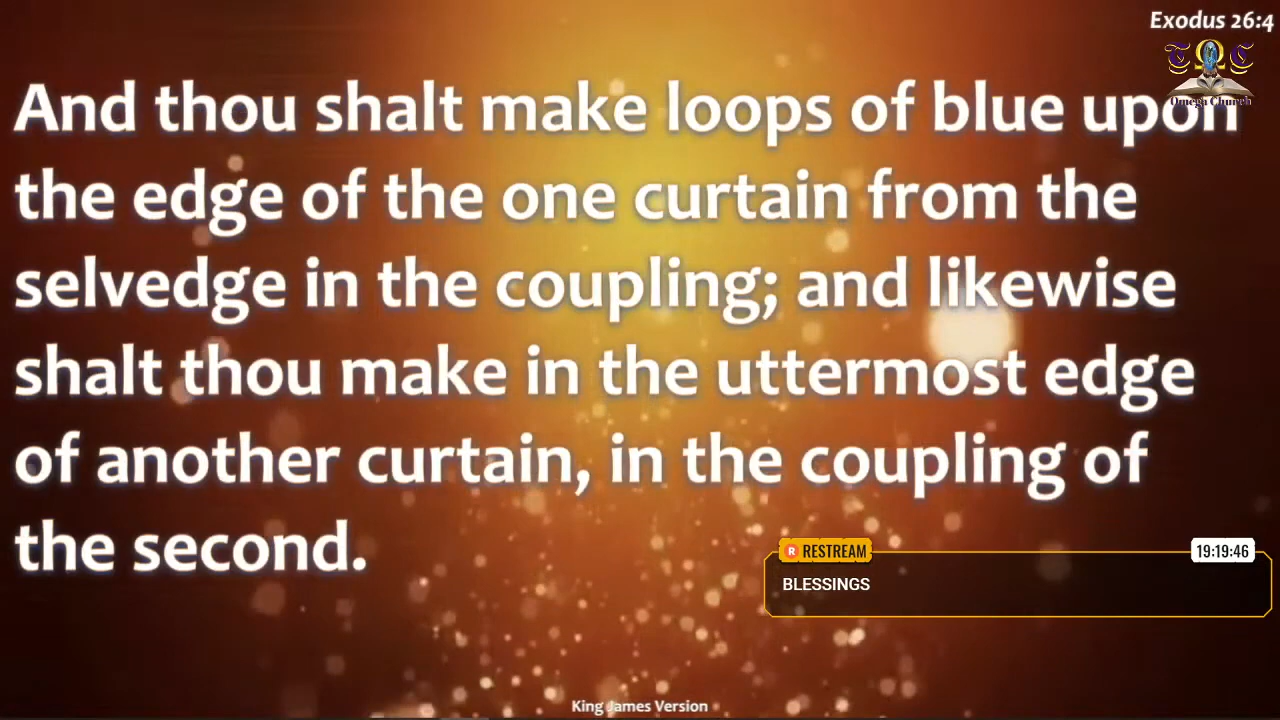 Exodus 26:4
TΩC
Omega Church
And thou shalt make loops of blue upon
the edge of the one curtain from the
selvedge in the coupling; and likewise
shalt thou make in the uttermost edge
of another curtain, in the coupling of
the second.
R RESTREAM
19:19:46
BLESSINGS
King James Version